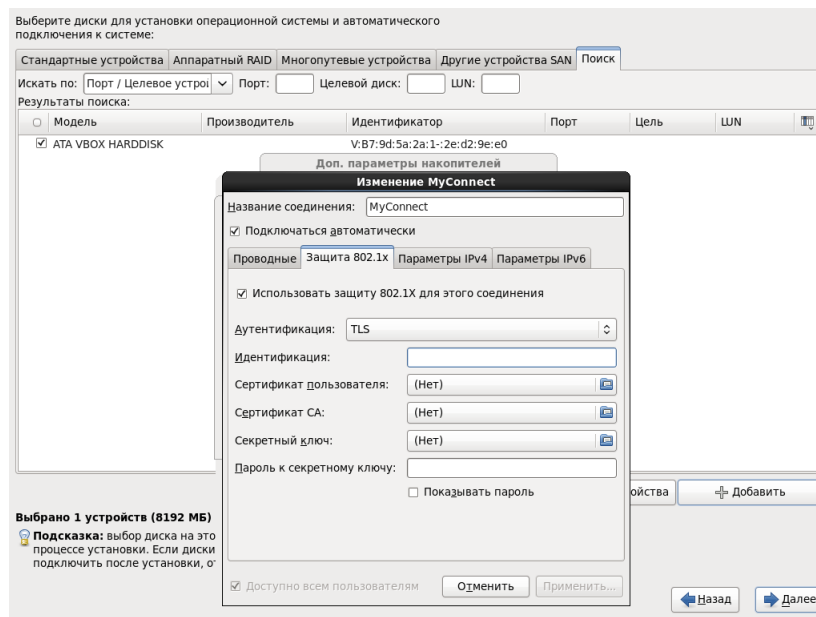 Выберите диски для установки операционной системы и автоматического
подключения к системе:
Стандартные устройства Аппаратный RAID Многопутевые устройства Другие устройства SAN Поиск
Искать по: Порт / Целевое устрої Порт: Целевой диск: LUN:
Результаты поиска:
Модель Производитель Идентификатор Порт Цель LUN
ATA VBOX HARDDISK V:B7:9d:5a:2a:1-:2e:d2:9e:e0
Доп. параметры накопителей
Изменение MyConnect
Название соединения: MyConnect
Подключаться автоматически
Проводные Защита 802.1x Параметры IPv4 Параметры IPv6
Использовать защиту 802.1X для этого соединения
Аутентификация: TLS
Идентификация:
Сертификат пользователя: (Нет)
Сертификат CA: (Нет)
Секретный ключ: (Нет)
Пароль к секретному ключу:
Показывать пароль
ойства Добавить
Выбрано 1 устройств (8192 МБ)
Подсказка: выбор диска на это
процессе установки. Если диски
подключить после установки, о
Доступно всем пользователям Отменить Применить...
Назад Далее